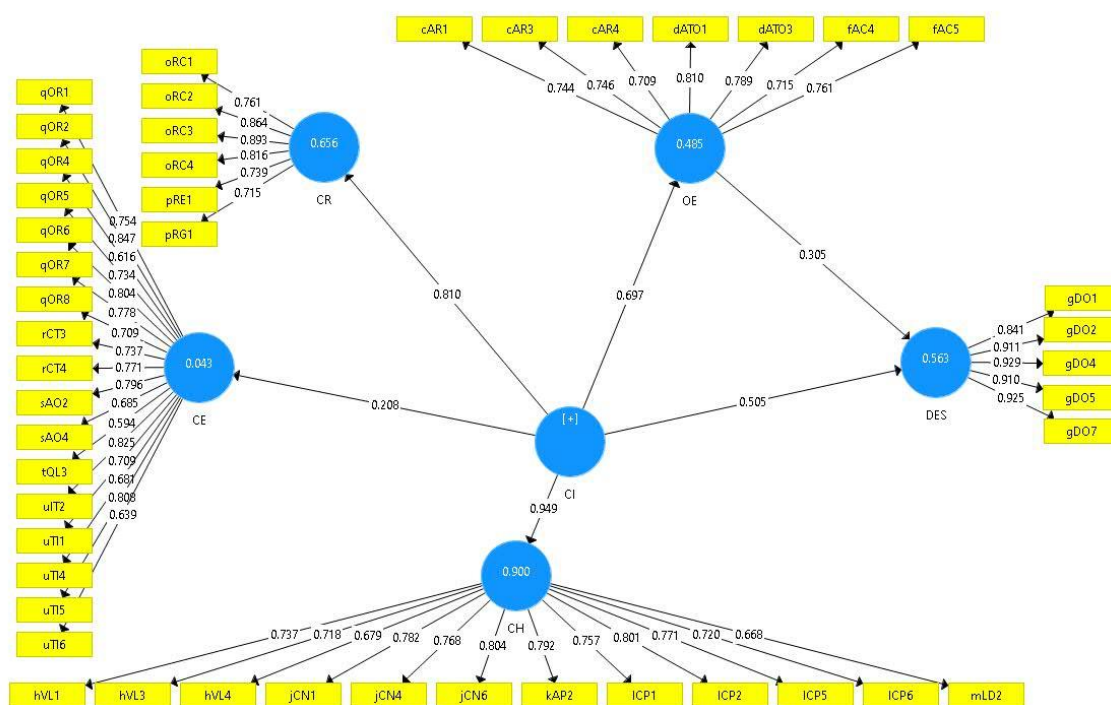 cAR1 cAR3 cAR4 dATO1 dATO3 fAC4 fAC5
0.744 0.746 0.709 0.810 0.789 0.715 0.761
0.485
OE
oRC1
oRC2
oRC3
oRC4
pRE1
pRG1
0.761
0.864
0.893
0.816
0.739
0.715
0.656
CR
qOR1
qOR2
qOR4
qOR5
qOR6
qOR7
qOR8
rCT3
rCT4
sAO2
sAO4
tQL3
uIT2
uTI1
uTI4
uTI5
uTI6
0.754
0.847
0.616
0.734
0.804
0.778
0.709
0.737
0.771
0.796
0.685
0.594
0.825
0.709
0.681
0.808
0.639
0.043
CE
0.810
0.697
0.305
0.208
0.505
0.949
[+]
CI
0.563
DES
0.841
0.911
0.929
0.910
0.925
gDO1
gDO2
gDO4
gDO5
gDO7
0.900
CH
0.737 0.718 0.679 0.782 0.768 0.804 0.792 0.757 0.801 0.771 0.720 0.668
hVL1 hVL3 hVL4 jCN1 jCN4 jCN6 kAP2 lCP1 lCP2 lCP5 lCP6 mLD2